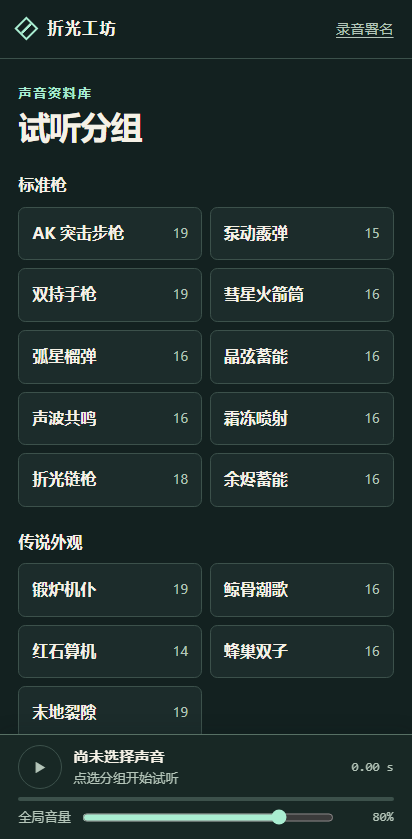 折光工坊
录音署名
声音资料库
试听分组
标准枪
AK 突击步枪 19
泵动霰弹 15
双持手枪 19
彗星火箭筒 16
弧星榴弹 16
晶弦蓄能 16
声波共鸣 16
霜冻喷射 16
折光链枪 18
余烬蓄能 16
传说外观
锻炉机仆 19
鲸骨潮歌 16
红石算机 14
蜂巢双子 16
末地裂隙 19
尚未选择声音
点选分组开始试听
0.00 s
全局音量 80%